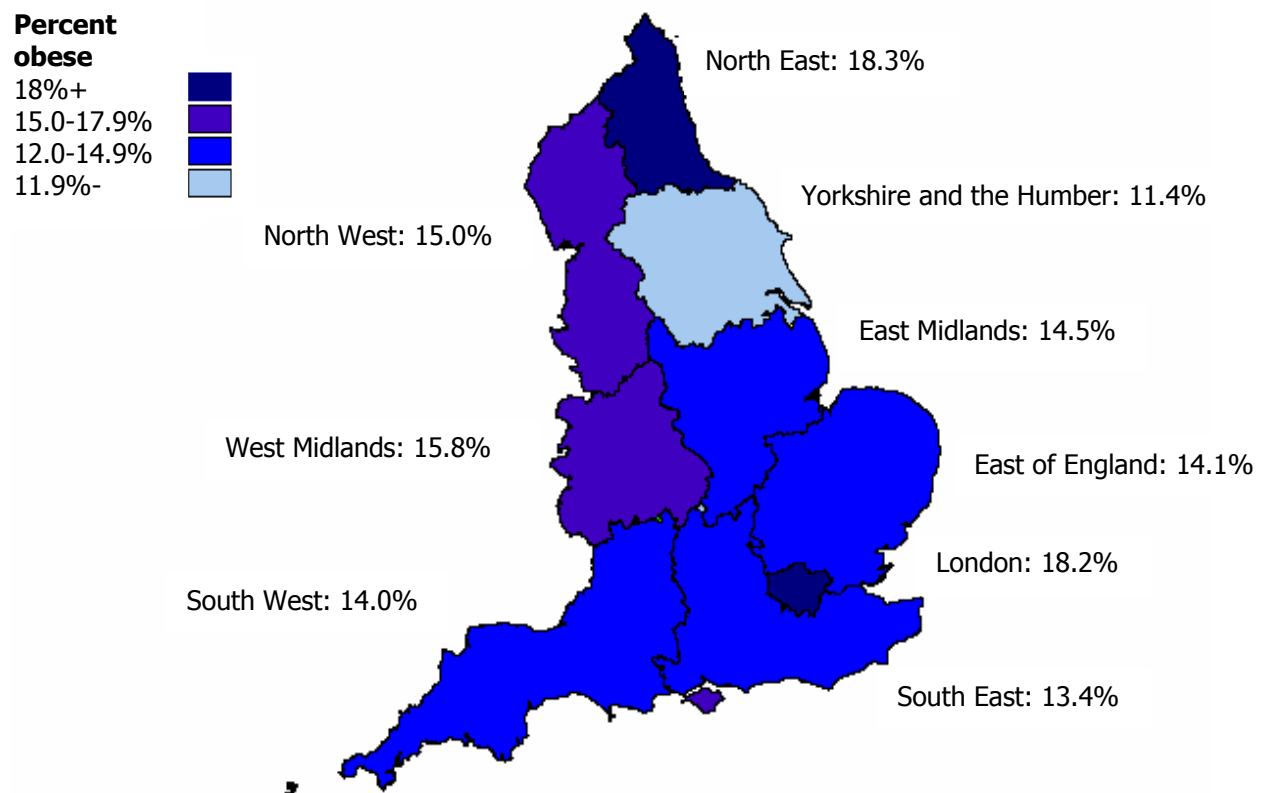 Percent
obese
18%+
15.0-17.9%
12.0-14.9%
11.9%-
North East: 18.3%
Yorkshire and the Humber: 11.4%
North West: 15.0%
East Midlands: 14.5%
West Midlands: 15.8%
East of England: 14.1%
London: 18.2%
South West: 14.0%
South East: 13.4%